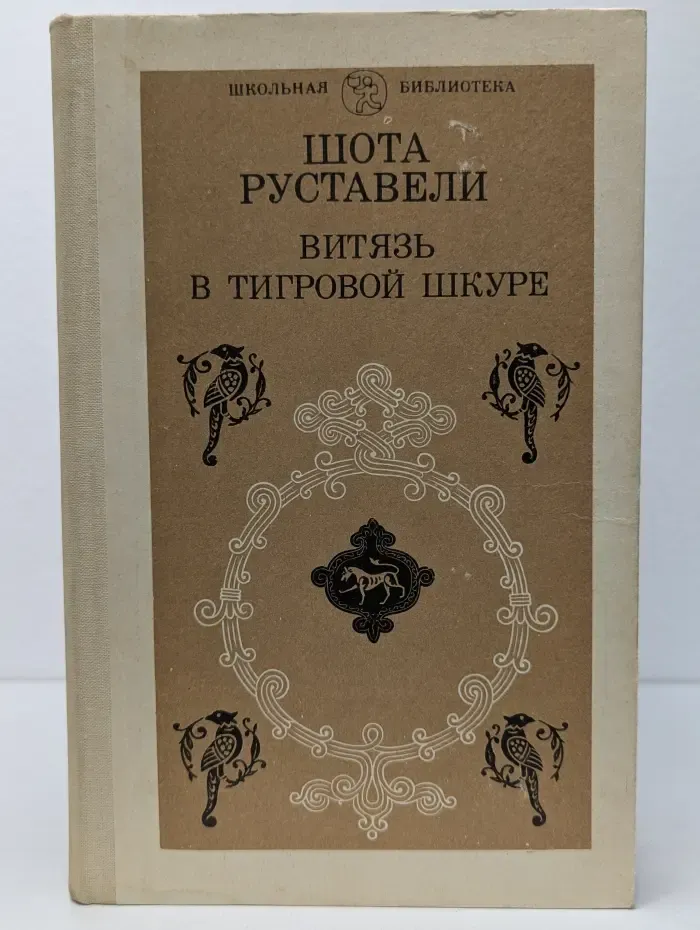 ШКОЛЬНАЯ БИБЛИОТЕКА
ШОТА
РУСТАВЕЛИ
ВИТЯЗЬ
В ТИГРОВОЙ ШКУРЕ